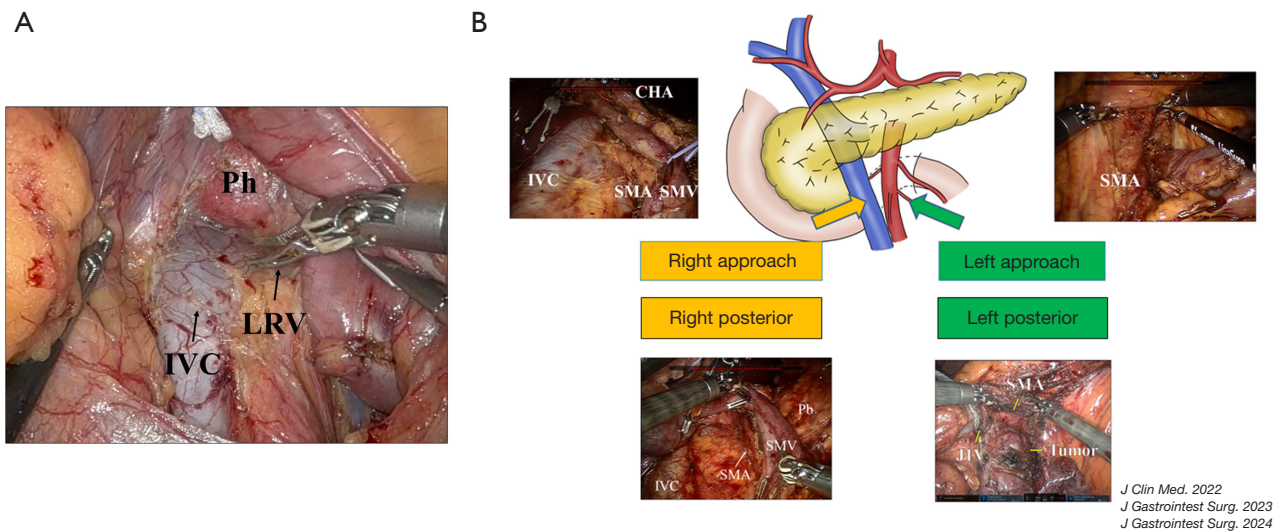 A
Ph
LRV
IVC
B
CHA
IVC
SMA
SMV
SMA
Right approach
Left approach
Right posterior
Left posterior
Pb
SMV
SMA
IVC
SMA
J1V
Tumor
J Clin Med. 2022
J Gastrointest Surg. 2023
J Gastrointest Surg. 2024